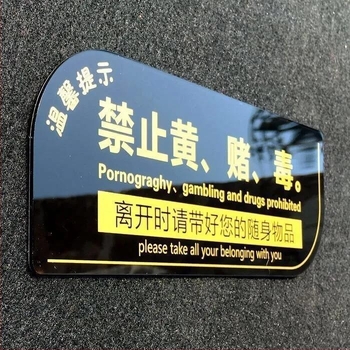 温馨提示
禁止黄、赌、毒。
Pornograghy、gambling and drugs prohibited
离开时请带好您的随身物品
please take all your belonging with you